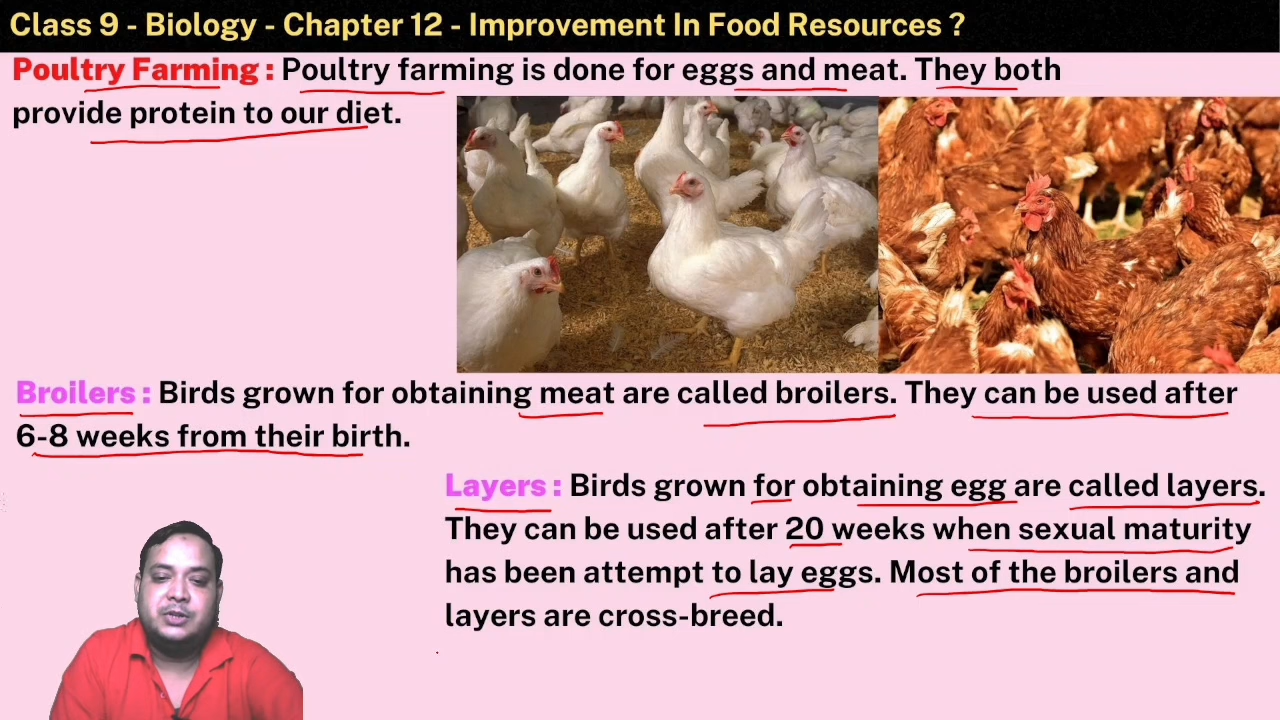 Class 9 - Biology - Chapter 12 - Improvement In Food Resources ?
Poultry Farming : Poultry farming is done for eggs and meat. They both
provide protein to our diet.
Broilers : Birds grown for obtaining meat are called broilers. They can be used after
6-8 weeks from their birth.
Layers : Birds grown for obtaining egg are called layers.
They can be used after 20 weeks when sexual maturity
has been attempt to lay eggs. Most of the broilers and
layers are cross-breed.